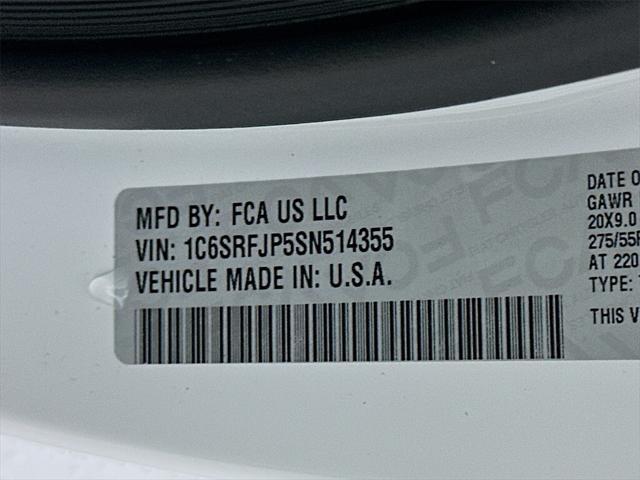 MFD BY: FCA US LLC
VIN: 1C6SRFJP5SN514355
VEHICLE MADE IN: U.S.A.
DATE O
GAWR
20X9.0
275/55R
AT 220
TYPE:
THIS V